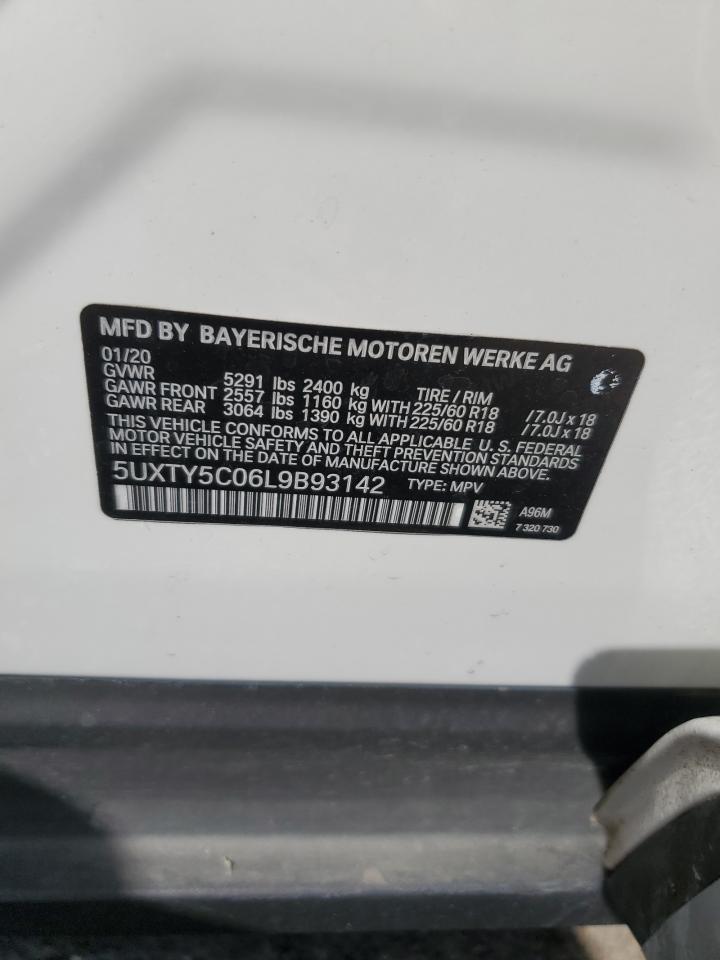 MFD BY BAYERISCHE MOTOREN WERKE AG
01/20
GVWR 5291 lbs 2400 kg TIRE / RIM
GAWR FRONT 2557 lbs 1160 kg WITH 225/60 R18 / 7.0J x 18
GAWR REAR 3064 lbs 1390 kg WITH 225/60 R18 / 7.0J x 18
THIS VEHICLE CONFORMS TO ALL APPLICABLE U.S. FEDERAL
MOTOR VEHICLE SAFETY AND THEFT PREVENTION STANDARDS
IN EFFECT ON THE DATE OF MANUFACTURE SHOWN ABOVE.
5UXTY5C06L9B93142 TYPE: MPV
A96M
7 320 730